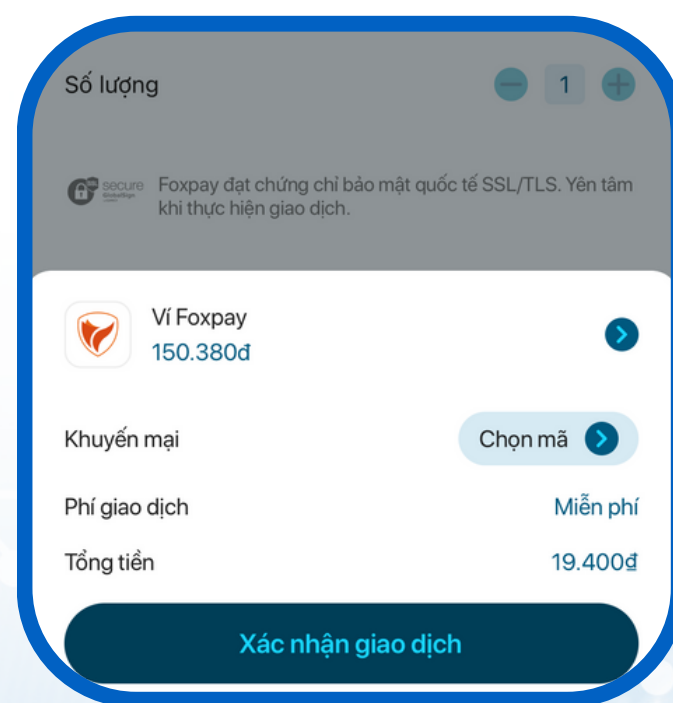 Số lượng
1
secure
GlobalSign
Foxpay đạt chứng chỉ bảo mật quốc tế SSL/TLS. Yên tâm
khi thực hiện giao dịch.
Ví Foxpay
150.380đ
Khuyến mại
Chọn mã
Phí giao dịch
Miễn phí
Tổng tiền
19.400₫
Xác nhận giao dịch